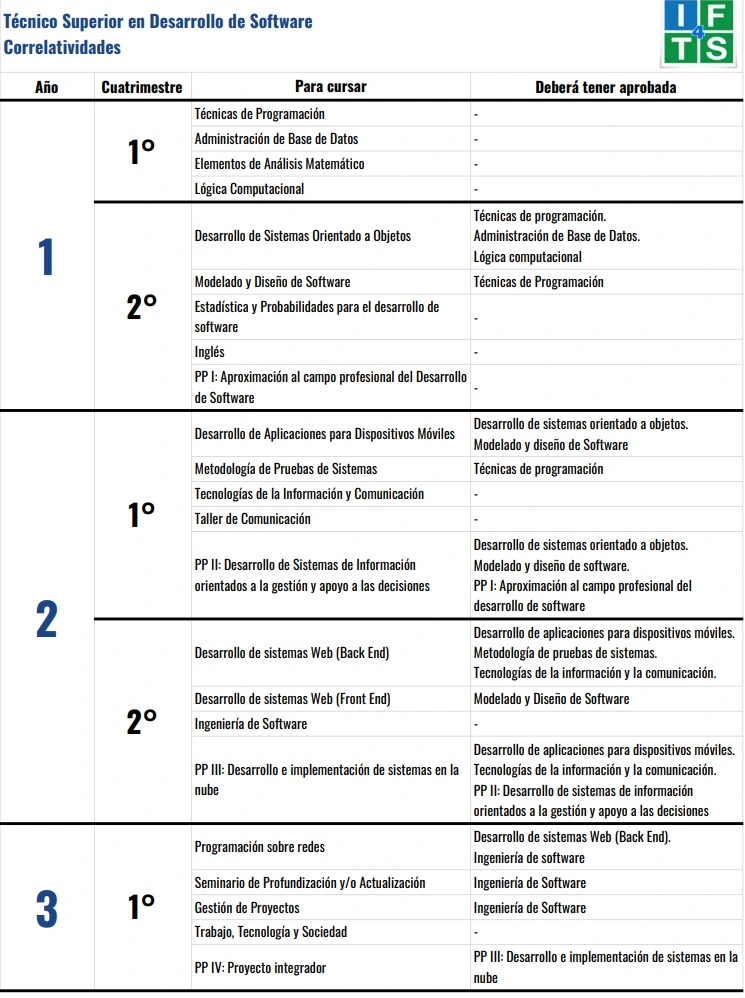 Técnico Superior en Desarrollo de Software
Correlatividades
I F
4
T S
Año Cuatrimestre Para cursar Deberá tener aprobada
1
1°
Técnicas de Programación -
Administración de Base de Datos -
Elementos de Análisis Matemático -
Lógica Computacional -
2°
Desarrollo de Sistemas Orientado a Objetos
Técnicas de programación.
Administración de Base de Datos.
Lógica computacional
Modelado y Diseño de Software Técnicas de Programación
Estadística y Probabilidades para el desarrollo de
software
-
Inglés -
PP I: Aproximación al campo profesional del Desarrollo
de Software
-
2
1°
Desarrollo de Aplicaciones para Dispositivos Móviles
Desarrollo de sistemas orientado a objetos.
Modelado y diseño de Software
Metodología de Pruebas de Sistemas Técnicas de programación
Tecnologías de la Información y Comunicación -
Taller de Comunicación -
PP II: Desarrollo de Sistemas de Información
orientados a la gestión y apoyo a las decisiones
Desarrollo de sistemas orientado a objetos.
Modelado y diseño de software.
PP I: Aproximación al campo profesional del
desarrollo de software
2°
Desarrollo de sistemas Web (Back End)
Desarrollo de aplicaciones para dispositivos móviles.
Metodología de pruebas de sistemas.
Tecnologías de la información y la comunicación.
Desarrollo de sistemas Web (Front End) Modelado y Diseño de Software
Ingeniería de Software -
PP III: Desarrollo e implementación de sistemas en la
nube
Desarrollo de aplicaciones para dispositivos móviles.
Tecnologías de la información y la comunicación.
PP II: Desarrollo de sistemas de información
orientados a la gestión y apoyo a las decisiones
3
1°
Programación sobre redes
Desarrollo de sistemas Web (Back End).
Ingeniería de software
Seminario de Profundización y/o Actualización Ingeniería de Software
Gestión de Proyectos Ingeniería de Software
Trabajo, Tecnología y Sociedad -
PP IV: Proyecto integrador
PP III: Desarrollo e implementación de sistemas en la
nube